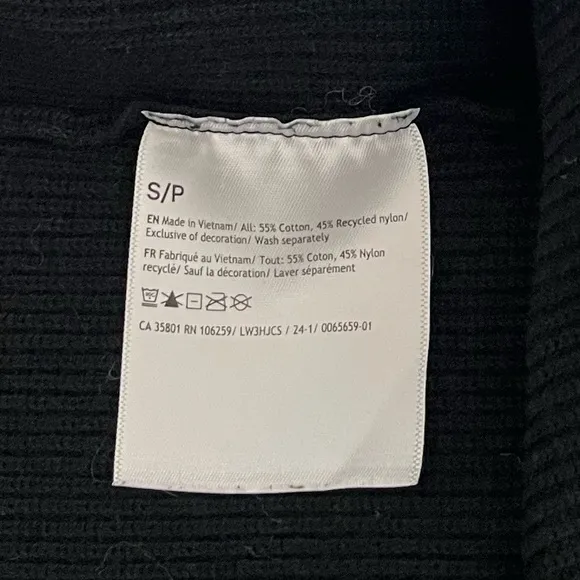 S/P
EN Made in Vietnam/ All: 55% Cotton, 45% Recycled nylon/
Exclusive of decoration/ Wash separately
FR Fabriqué au Vietnam/ Tout: 55% Coton, 45% Nylon
recyclé/ Sauf la décoration/ Laver séparément
CA 35801 RN 106259/ LW3HJCS / 24-1/ 0065659-01